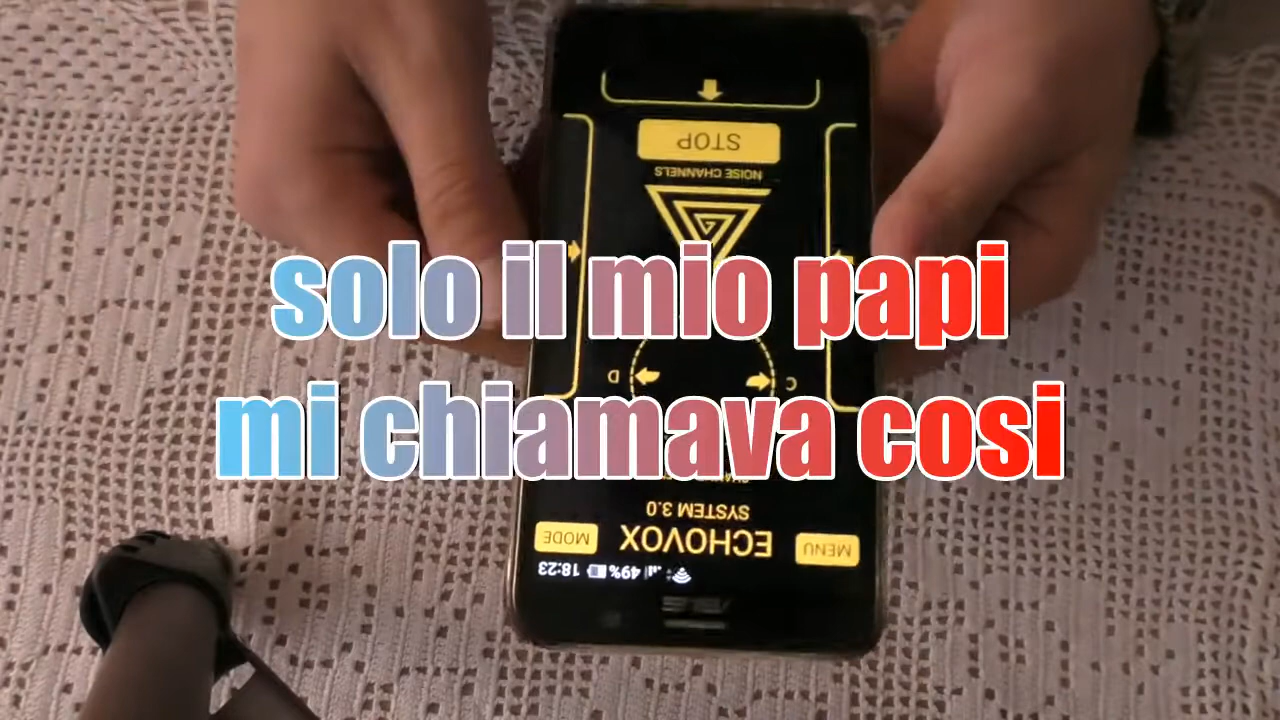 solo il mio papi
mi chiamava cosi
STOP
NOISE CHANNELS
D
C
SYSTEM 3.0
ECHOVOX
MODE
MENU
49% 18:23
ASUS